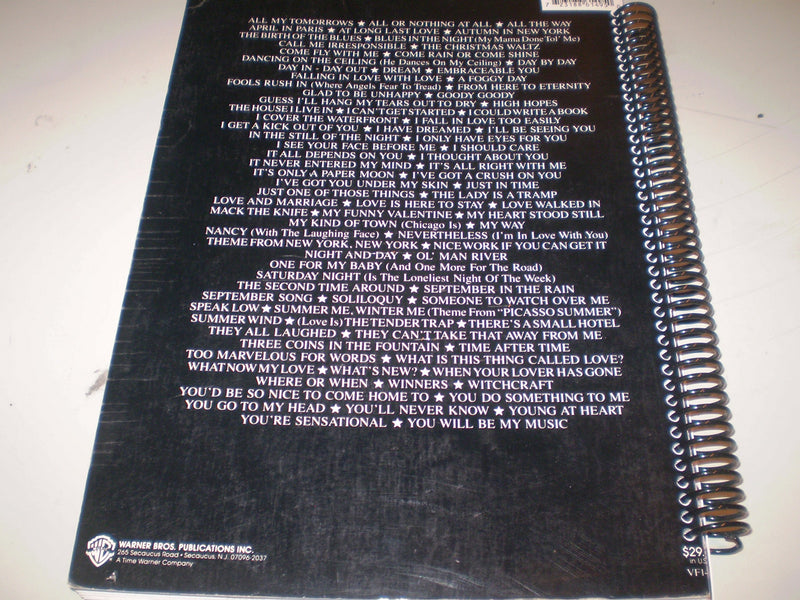 ALL MY TOMORROWS ★ ALL OR NOTHING AT ALL ★ ALL THE WAY
APRIL IN PARIS ★ AT LONG LAST LOVE ★ AUTUMN IN NEW YORK
THE BIRTH OF THE BLUES ★ BLUES IN THE NIGHT (My Mama Done Tol' Me)
CALL ME IRRESPONSIBLE ★ THE CHRISTMAS WALTZ
COME FLY WITH ME ★ COME RAIN OR COME SHINE
DANCING ON THE CEILING (He Dances On My Ceiling) ★ DAY BY DAY
DAY IN - DAY OUT ★ DREAM ★ EMBRACEABLE YOU
FALLING IN LOVE WITH LOVE ★ A FOGGY DAY
FOOLS RUSH IN (Where Angels Fear To Tread) ★ FROM HERE TO ETERNITY
GLAD TO BE UNHAPPY ★ GOODY GOODY
GUESS I'LL HANG MY TEARS OUT TO DRY ★ HIGH HOPES
THE HOUSE I LIVE IN ★ I CAN'T GET STARTED ★ I COULD WRITE A BOOK
I COVER THE WATERFRONT ★ I FALL IN LOVE TOO EASILY
I GET A KICK OUT OF YOU ★ I HAVE DREAMED ★ I'LL BE SEEING YOU
IN THE STILL OF THE NIGHT ★ I ONLY HAVE EYES FOR YOU
I SEE YOUR FACE BEFORE ME ★ I SHOULD CARE
IT ALL DEPENDS ON YOU ★ I THOUGHT ABOUT YOU
IT NEVER ENTERED MY MIND ★ IT'S ALL RIGHT WITH ME
IT'S ONLY A PAPER MOON ★ I'VE GOT A CRUSH ON YOU
I'VE GOT YOU UNDER MY SKIN ★ JUST IN TIME
JUST ONE OF THOSE THINGS ★ THE LADY IS A TRAMP
LOVE AND MARRIAGE ★ LOVE IS HERE TO STAY ★ LOVE WALKED IN
MACK THE KNIFE ★ MY FUNNY VALENTINE ★ MY HEART STOOD STILL
MY KIND OF TOWN (Chicago Is) ★ MY WAY
NANCY (With The Laughing Face) ★ NEVERTHELESS (I'm In Love With You)
THEME FROM NEW YORK, NEW YORK ★ NICE WORK IF YOU CAN GET IT
NIGHT AND DAY ★ OL' MAN RIVER
ONE FOR MY BABY (And One More For The Road)
SATURDAY NIGHT (Is The Loneliest Night Of The Week)
THE SECOND TIME AROUND ★ SEPTEMBER IN THE RAIN
SEPTEMBER SONG ★ SOLILOQUY ★ SOMEONE TO WATCH OVER ME
SPEAK LOW ★ SUMMER ME, WINTER ME (Theme From "PICASSO SUMMER")
SUMMER WIND ★ (Love Is) THE TENDER TRAP ★ THERE'S A SMALL HOTEL
THEY ALL LAUGHED ★ THEY CAN'T TAKE THAT AWAY FROM ME
THREE COINS IN THE FOUNTAIN ★ TIME AFTER TIME
TOO MARVELOUS FOR WORDS ★ WHAT IS THIS THING CALLED LOVE?
WHAT NOW MY LOVE ★ WHAT'S NEW? ★ WHEN YOUR LOVER HAS GONE
WHERE OR WHEN ★ WINNERS ★ WITCHCRAFT
YOU'D BE SO NICE TO COME HOME TO ★ YOU DO SOMETHING TO ME
YOU GO TO MY HEAD ★ YOU'LL NEVER KNOW ★ YOUNG AT HEART
YOU'RE SENSATIONAL ★ YOU WILL BE MY MUSIC
WB
WARNER BROS. PUBLICATIONS INC.
265 Secaucus Road • Secaucus, N.J. 07096-2037
A Time Warner Company
$29.
in US
VF1